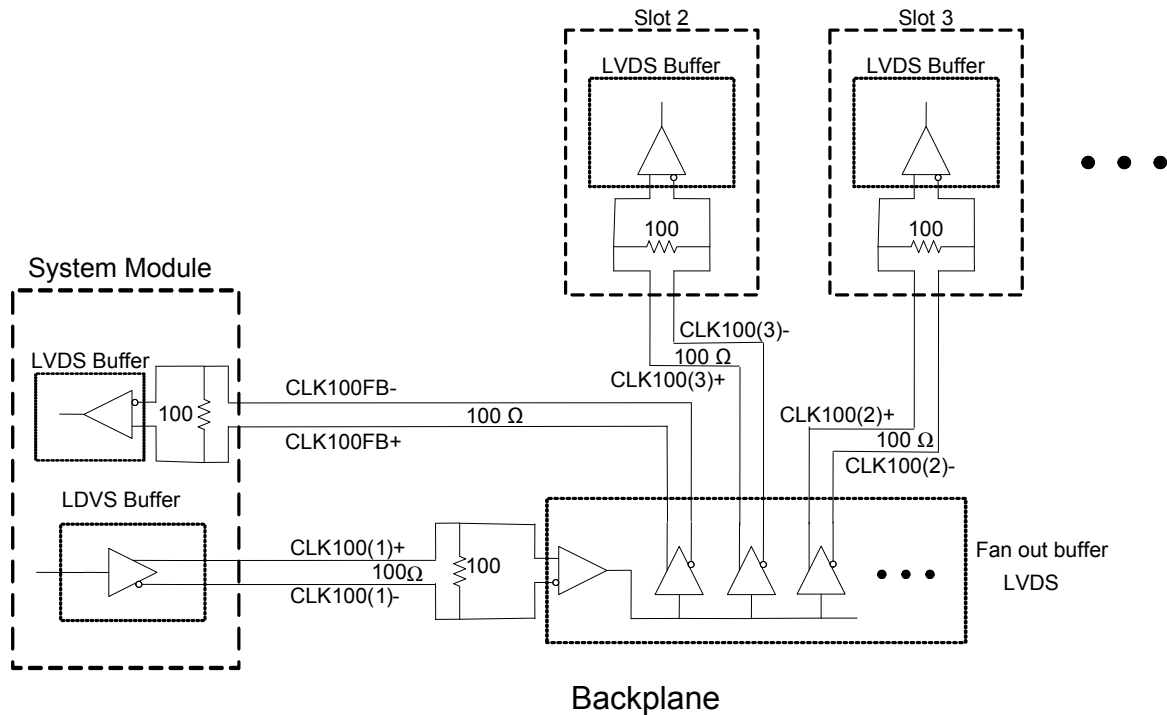 Slot 2
Slot 3
LVDS Buffer
LVDS Buffer
100
100
System Module
LVDS Buffer
100
CLK100FB-
100 Ω
CLK100FB+
CLK100(3)-
100 Ω
CLK100(3)+
CLK100(2)+
100 Ω
CLK100(2)-
LDVS Buffer
CLK100(1)+
100Ω
CLK100(1)-
100
Fan out buffer
LVDS
Backplane